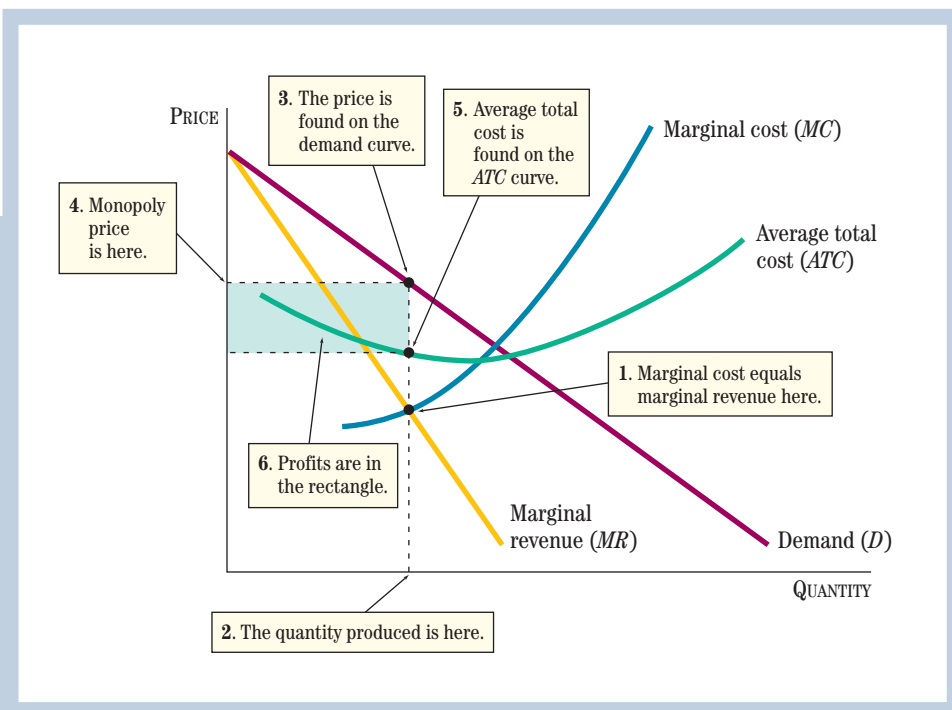 PRICE
3. The price is
found on the
demand curve.
5. Average total
cost is
found on the
ATC curve.
Marginal cost (MC)
4. Monopoly
price
is here.
Average total
cost (ATC)
1. Marginal cost equals
marginal revenue here.
6. Profits are in
the rectangle.
Marginal
revenue (MR)
Demand (D)
QUANTITY
2. The quantity produced is here.